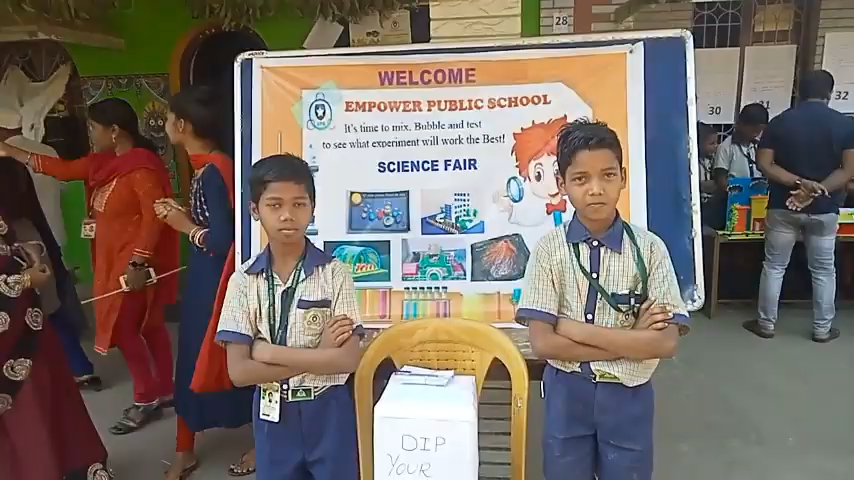 28
WELCOME
EMPOWER PUBLIC SCHOOL
It's time to mix, Bubble and test
to see what experiment will work the Best!
SCIENCE FAIR
30
31
32
DIP
YOUR